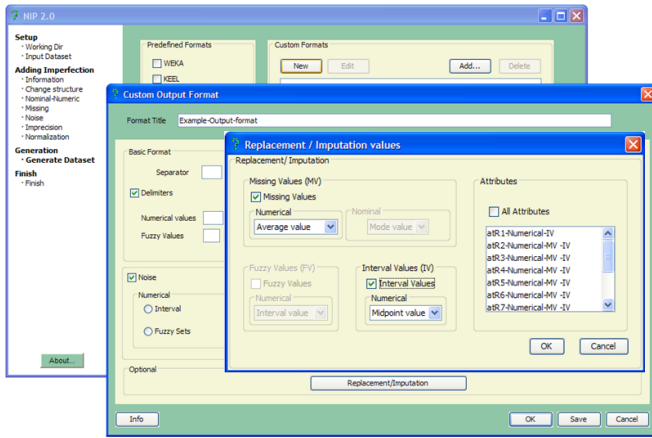 NIP 2.0
Setup
· Working Dir
· Input Dataset
Adding Imperfection
· Information
· Change structure
· Nominal-Numeric
· Missing
· Noise
· Imprecision
· Normalization
Generation
· Generate Dataset
Finish
· Finish
About...
Predefined Formats
WEKA
KEEL
Custom Formats
New Edit Add... Delete
Custom Output Format
Format Title Example-Output-format
Basic Format
Separator
Delimiters
Numerical values
Fuzzy Values
Noise
Numerical
Interval
Fuzzy Sets
Optional
Replacement/Imputation
Info OK Save Cancel
Replacement / Imputation values
Replacement/ Imputation
Missing Values (MV)
Missing Values
Numerical Nominal
Average value Mode value
Fuzzy Values (FV)
Fuzzy Values
Numerical
Interval value
Interval Values (IV)
Interval Values
Numerical
Midpoint value
Attributes
All Attributes
atR1-Numerical-IV
atR2-Numerical-MV -IV
atR3-Numerical-MV -IV
atR4-Numerical-MV -IV
atR5-Numerical-MV -IV
atR6-Numerical-MV -IV
atR7-Numerical-MV -IV
OK Cancel